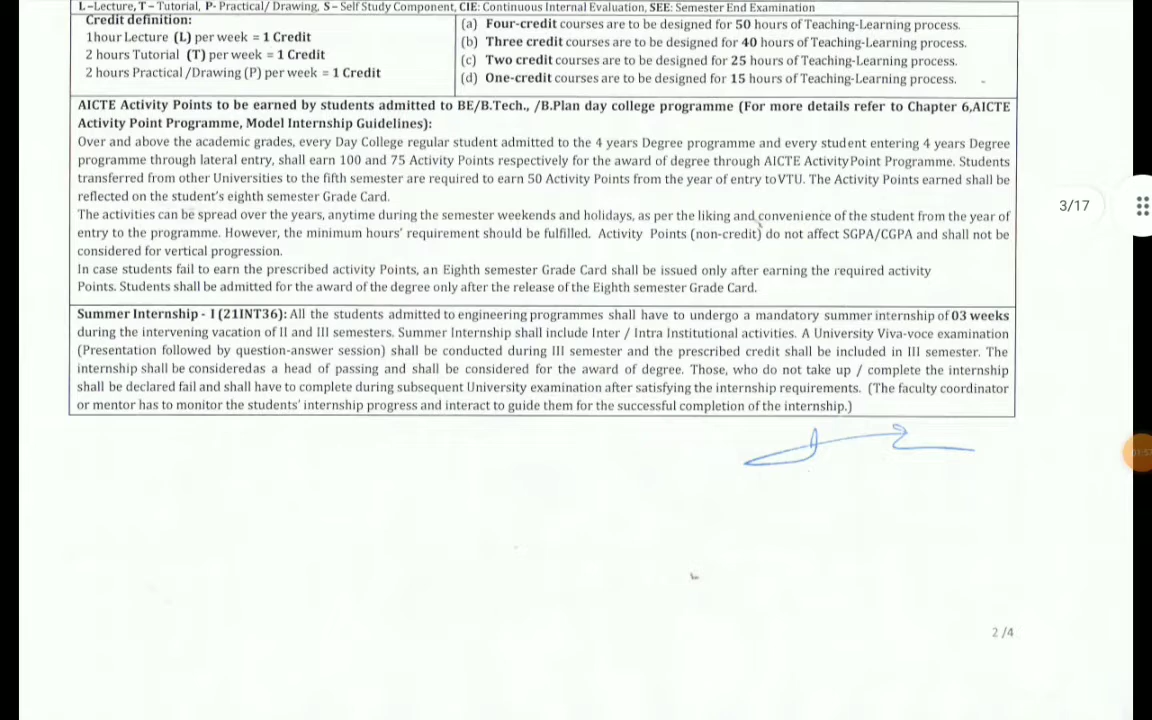 L –Lecture, T – Tutorial, P- Practical/ Drawing, S – Self Study Component, CIE: Continuous Internal Evaluation, SEE: Semester End Examination
Credit definition:
1hour Lecture (L) per week = 1 Credit
2 hours Tutorial (T) per week = 1 Credit
2 hours Practical /Drawing (P) per week = 1 Credit
(a) Four-credit courses are to be designed for 50 hours of Teaching-Learning process.
(b) Three credit courses are to be designed for 40 hours of Teaching-Learning process.
(c) Two credit courses are to be designed for 25 hours of Teaching-Learning process.
(d) One-credit courses are to be designed for 15 hours of Teaching-Learning process.
AICTE Activity Points to be earned by students admitted to BE/B.Tech., /B.Plan day college programme (For more details refer to Chapter 6,AICTE
Activity Point Programme, Model Internship Guidelines):
Over and above the academic grades, every Day College regular student admitted to the 4 years Degree programme and every student entering 4 years Degree
programme through lateral entry, shall earn 100 and 75 Activity Points respectively for the award of degree through AICTE Activity Point Programme. Students
transferred from other Universities to the fifth semester are required to earn 50 Activity Points from the year of entry to VTU. The Activity Points earned shall be
reflected on the student's eighth semester Grade Card.
The activities can be spread over the years, anytime during the semester weekends and holidays, as per the liking and convenience of the student from the year of
entry to the programme. However, the minimum hours' requirement should be fulfilled. Activity Points (non-credit) do not affect SGPA/CGPA and shall not be
considered for vertical progression.
In case students fail to earn the prescribed activity Points, an Eighth semester Grade Card shall be issued only after earning the required activity
Points. Students shall be admitted for the award of the degree only after the release of the Eighth semester Grade Card.
Summer Internship - I (21INT36): All the students admitted to engineering programmes shall have to undergo a mandatory summer internship of 03 weeks
during the intervening vacation of II and III semesters. Summer Internship shall include Inter / Intra Institutional activities. A University Viva-voce examination
(Presentation followed by question-answer session) shall be conducted during III semester and the prescribed credit shall be included in III semester. The
internship shall be consideredas a head of passing and shall be considered for the award of degree. Those, who do not take up / complete the internship
shall be declared fail and shall have to complete during subsequent University examination after satisfying the internship requirements. (The faculty coordinator
or mentor has to monitor the students' internship progress and interact to guide them for the successful completion of the internship.)
3/17
2 /4